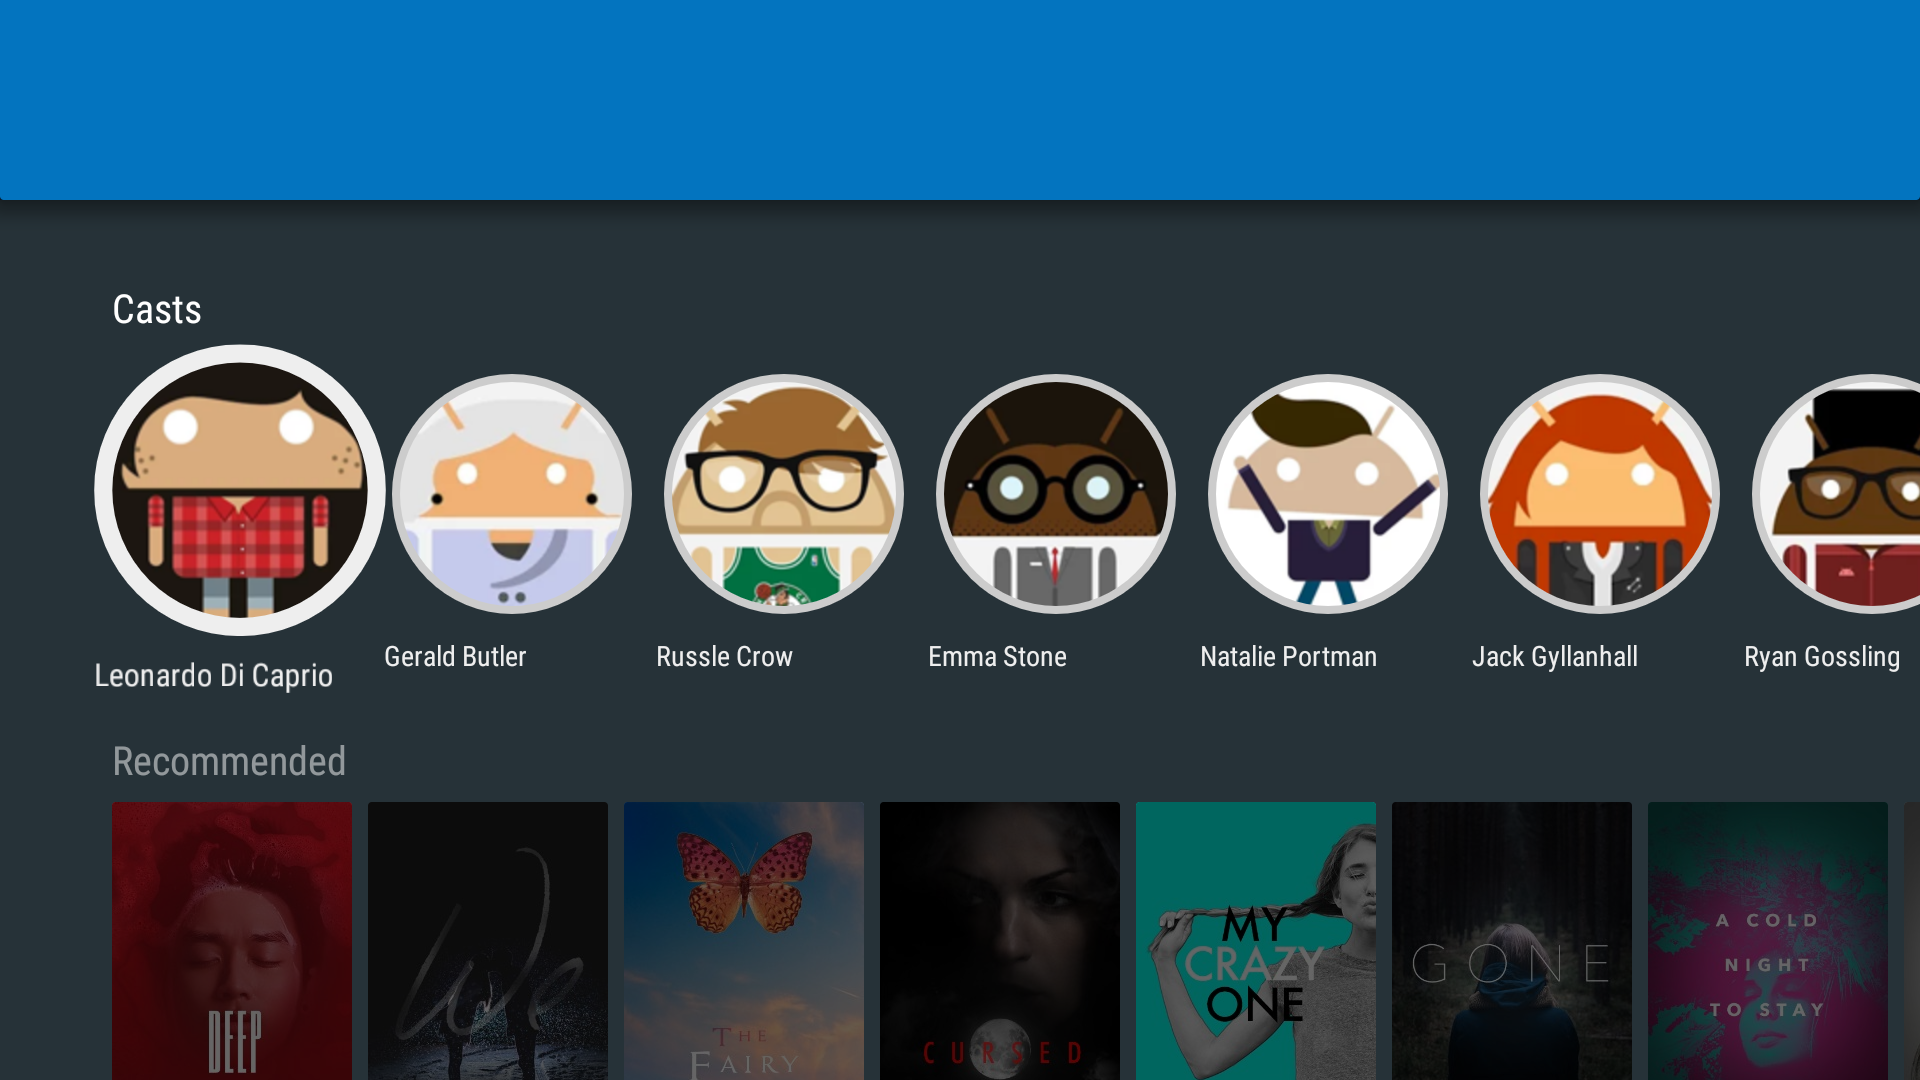 Casts
Leonardo Di Caprio
Gerald Butler
Russle Crow
Emma Stone
Natalie Portman
Jack Gyllanhall
Ryan Gossling
Recommended
DEEP
We
THE
FAIRY
CURSED
MY
CRAZY
ONE
GONE
A COLD
NIGHT
TO STAY